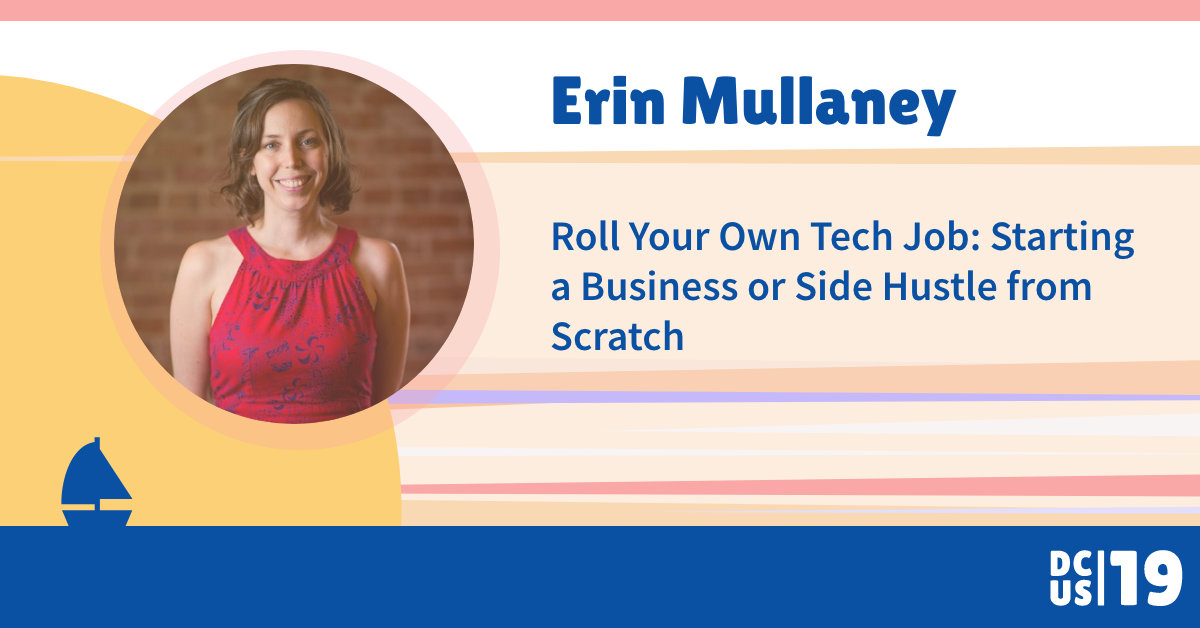 Erin Mullaney
Roll Your Own Tech Job: Starting
a Business or Side Hustle from
Scratch
DC
US
19